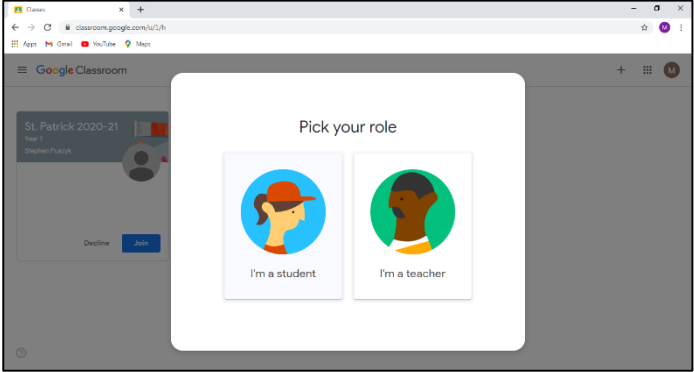 Classes
classroom.google.com/u/1/h
M
Apps Gmail YouTube Maps
Google Classroom
M
St. Patrick 2020-21
Year 1
Stephen
Decline Join
Pick your role
I'm a student I'm a teacher